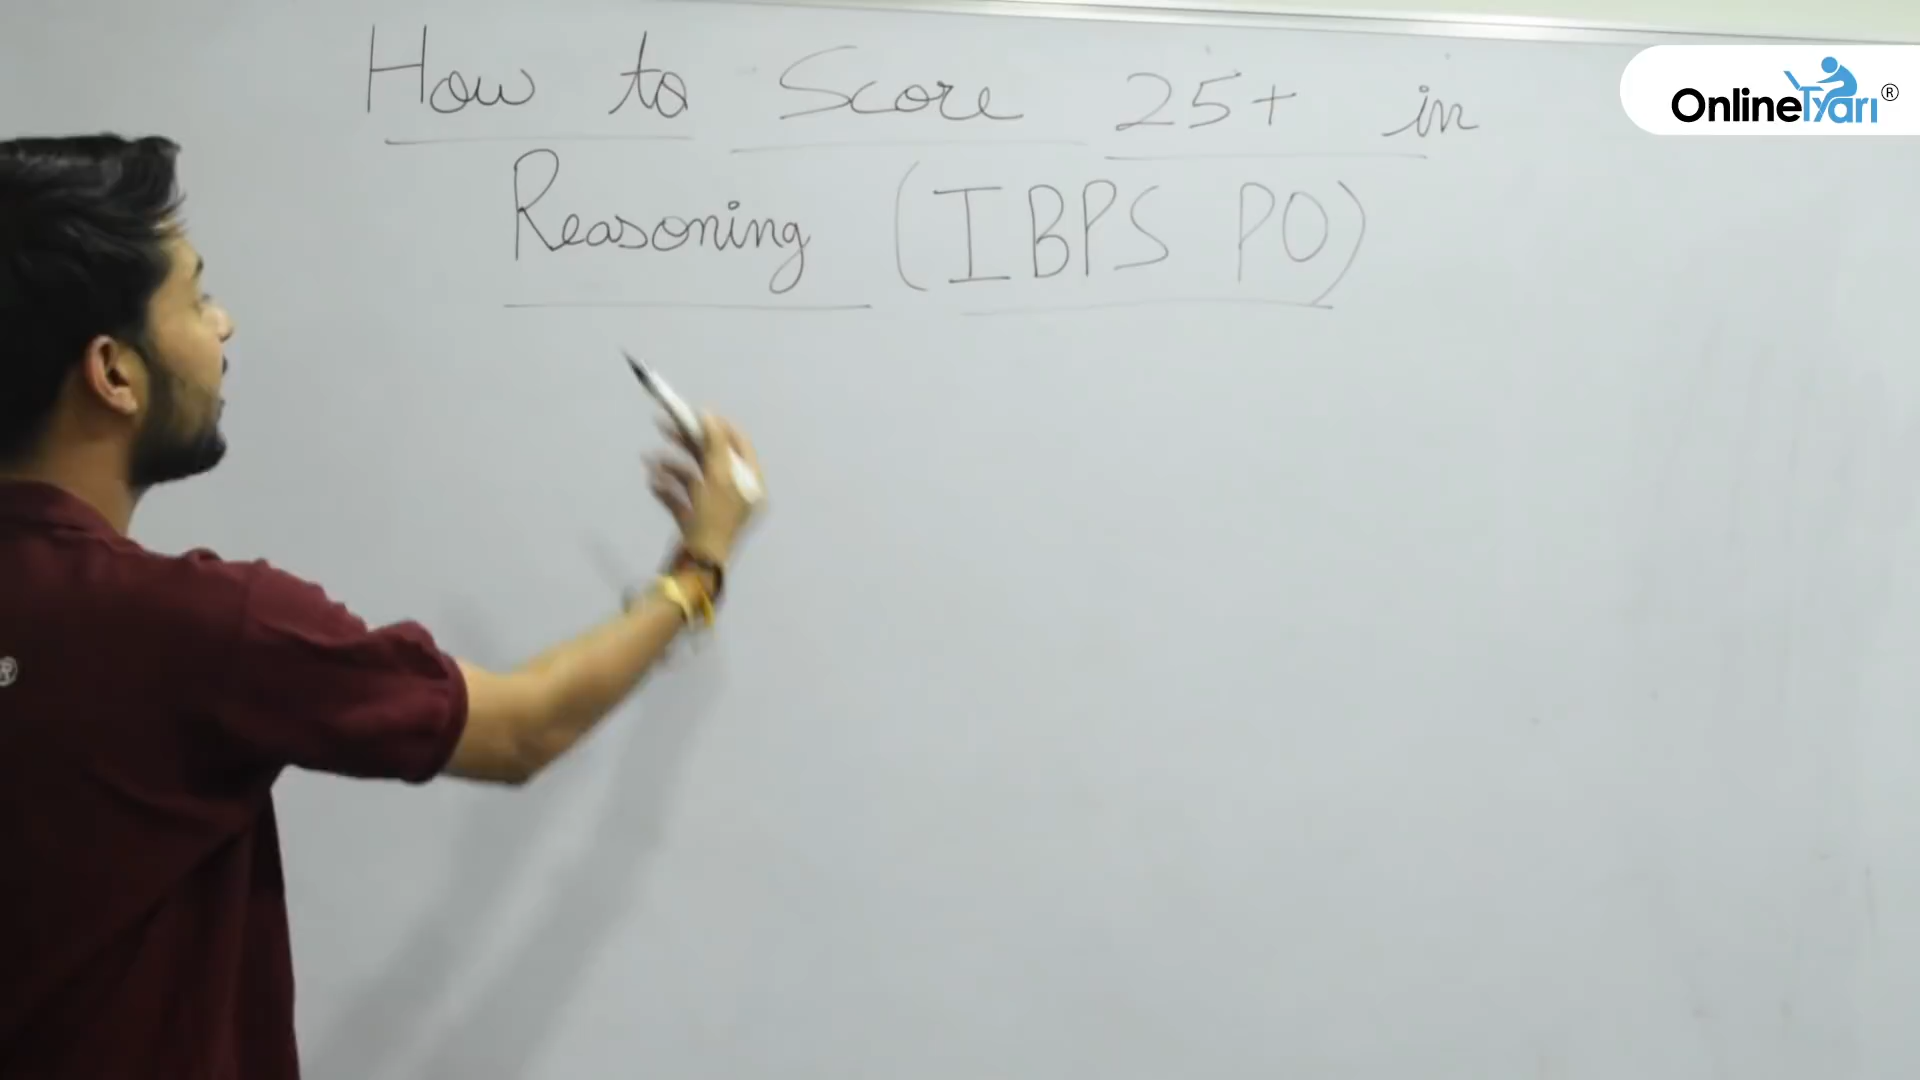 How to Score 25+ in
OnlineTyari®
Reasoning (IBPS PO)
®